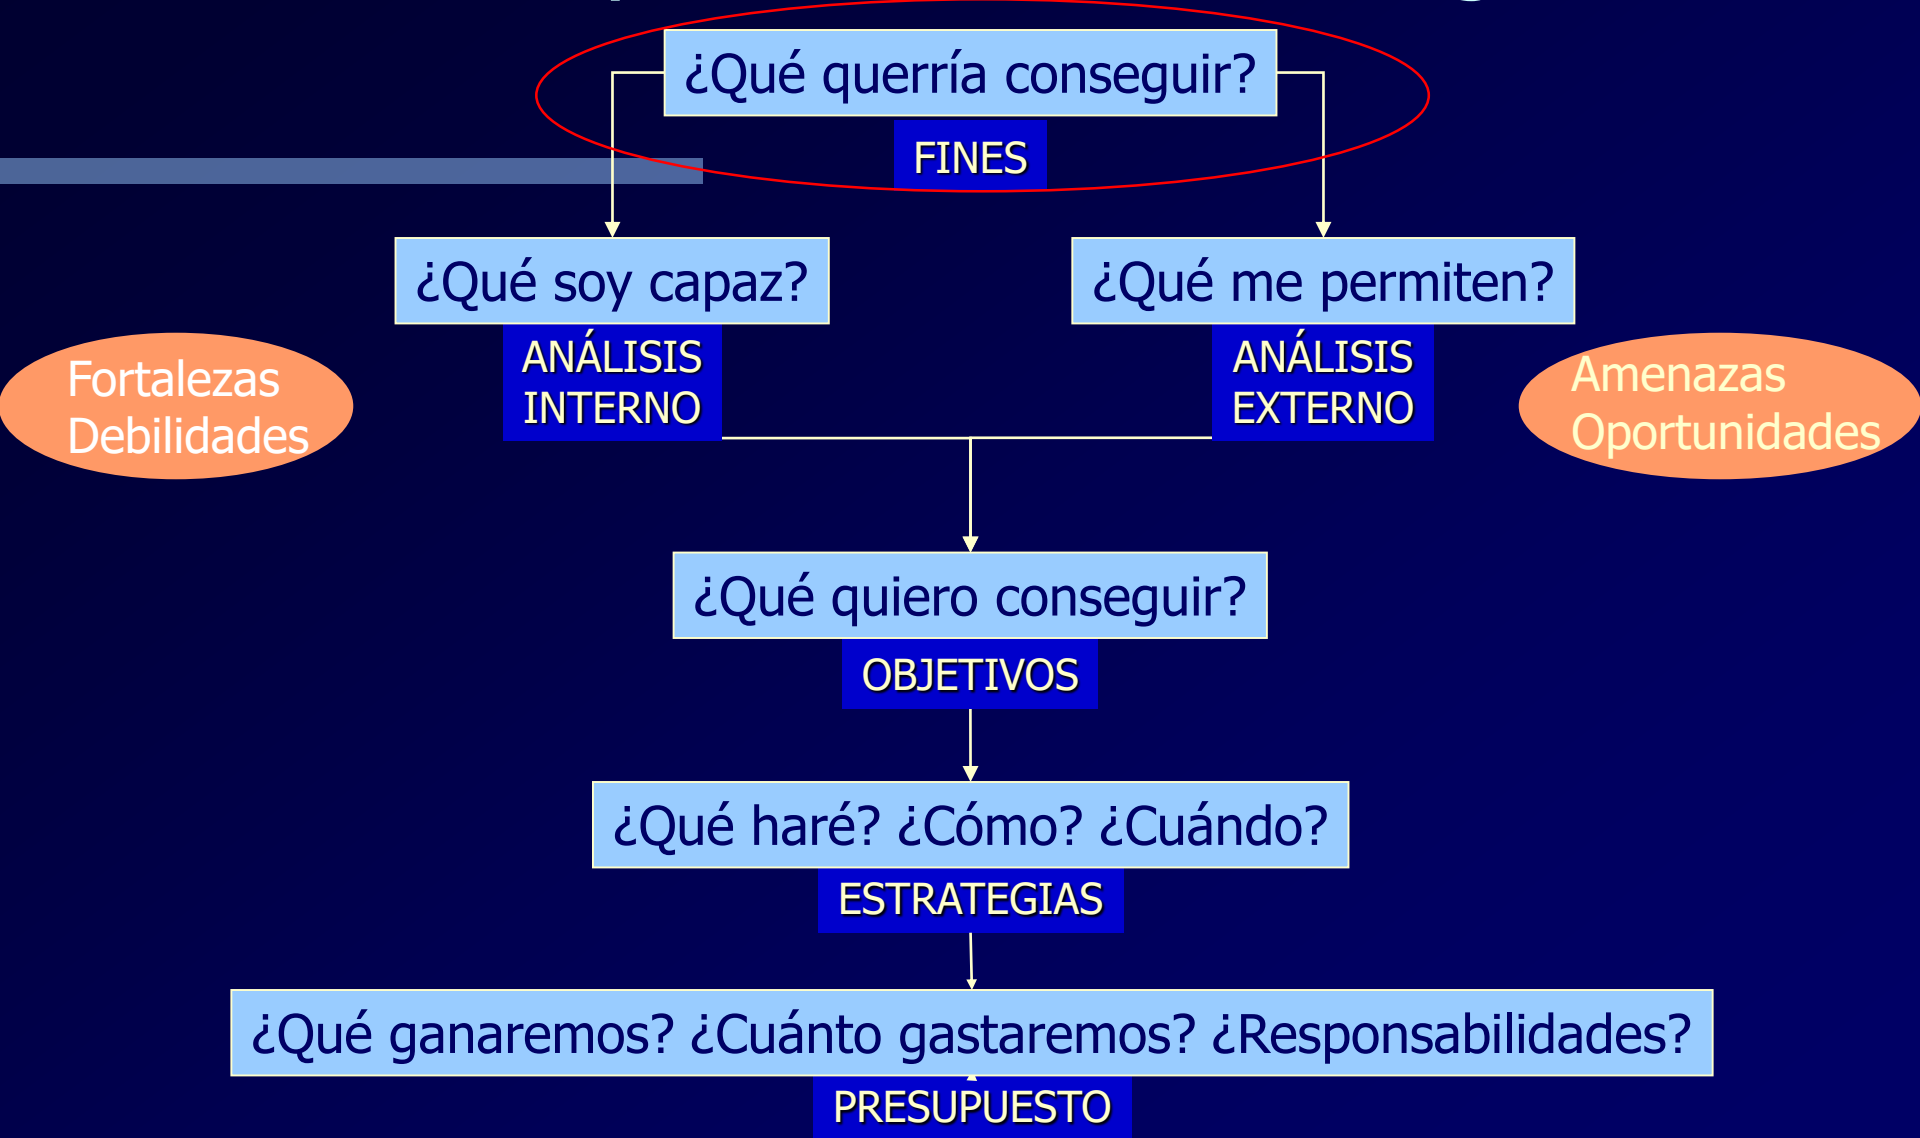 ¿Qué querría conseguir?
FINES
¿Qué soy capaz?
¿Qué me permiten?
ANÁLISIS
INTERNO
ANÁLISIS
EXTERNO
Fortalezas
Debilidades
Amenazas
Oportunidades
¿Qué quiero conseguir?
OBJETIVOS
¿Qué haré? ¿Cómo? ¿Cuándo?
ESTRATEGIAS
¿Qué ganaremos? ¿Cuánto gastaremos? ¿Responsabilidades?
PRESUPUESTO